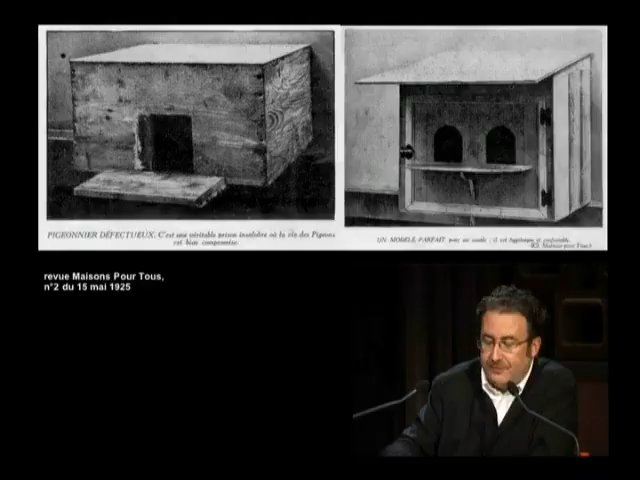 PIGEONNIER DÉFECTUEUX. C'est une véritable prison insalubre où la vie des Pigeons
est bien compromise.
UN MODÈLE PARFAIT pour un couple : il est hygiénique et confortable.
revue Maisons Pour Tous,
n°2 du 15 mai 1925